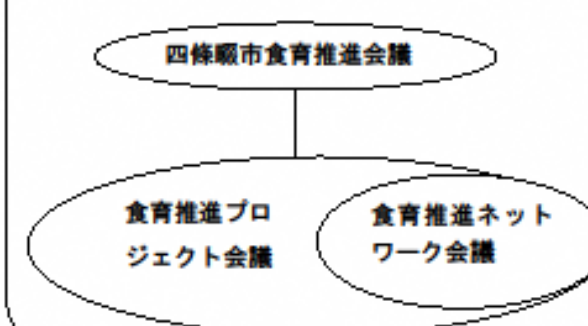 四條畷市食育推進会議
食育推進プロ
ジェクト会議
食育推進ネット
ワーク会議